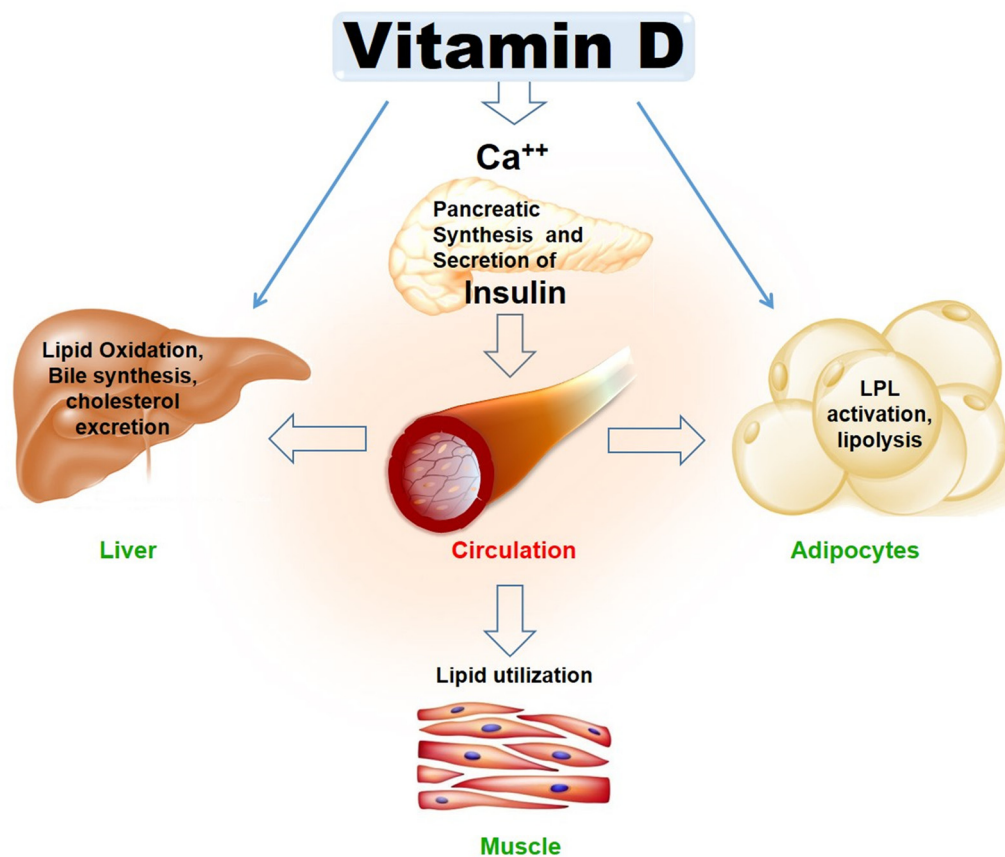 Vitamin D
Ca++
Pancreatic
Synthesis and
Secretion of
Insulin
Lipid Oxidation,
Bile synthesis,
cholesterol
excretion
LPL
activation,
lipolysis
Liver
Circulation
Adipocytes
Lipid utilization
Muscle